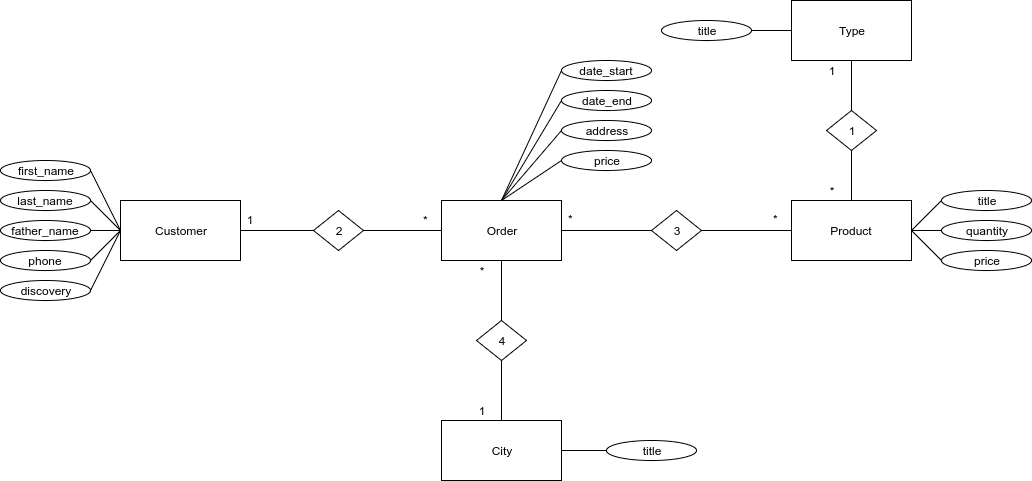 title
Type
1
date_start
date_end
address
price
1
*
first_name
last_name
father_name
phone
discovery
Customer
1
2
*
Order
*
3
*
Product
title
quantity
price
*
4
1
City
title